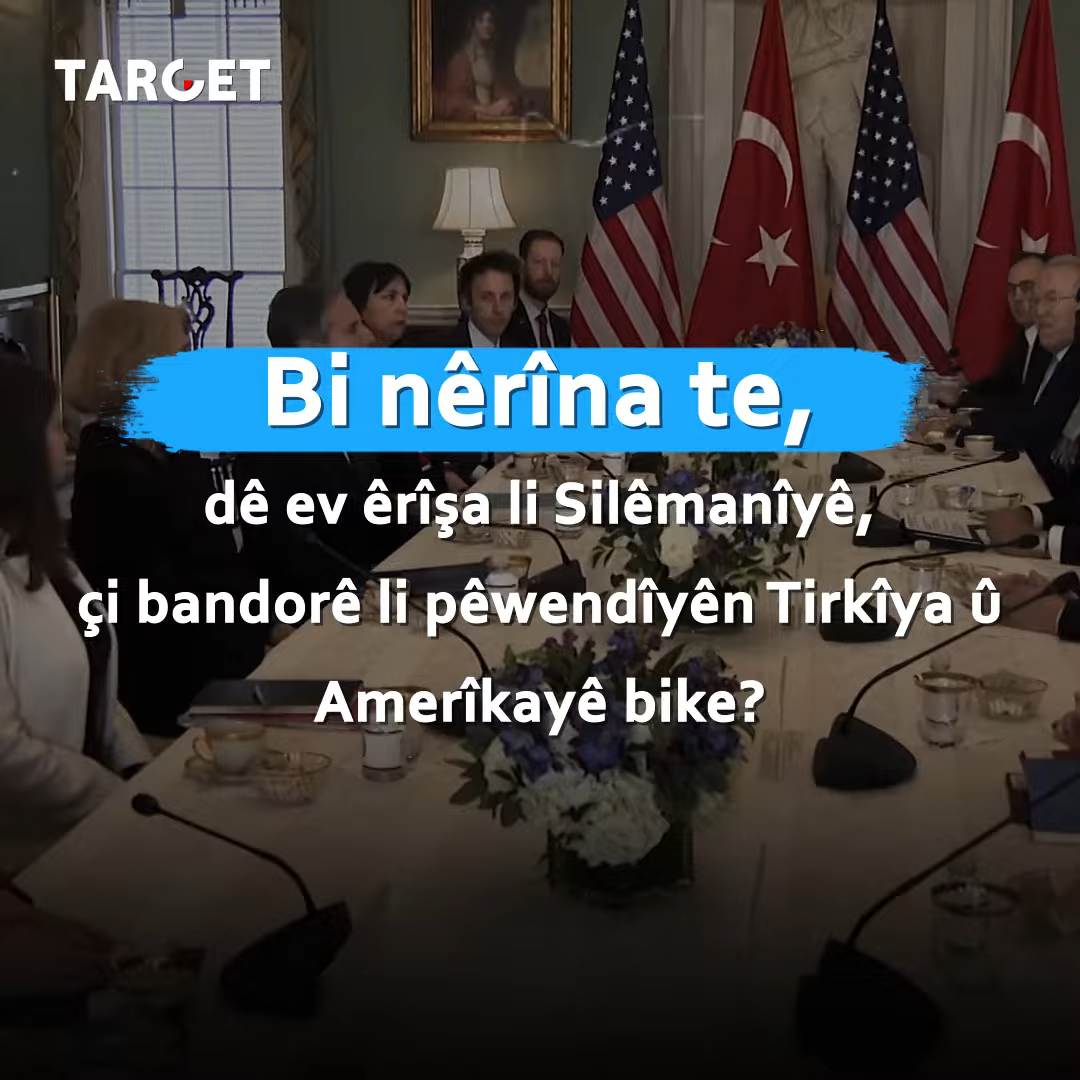 TARGET
Bi nêrîna te,
dê ev êrîşa li Silêmanîyê,
çi bandorê li pêwendîyên Tirkîya û
Amerîkayê bike?